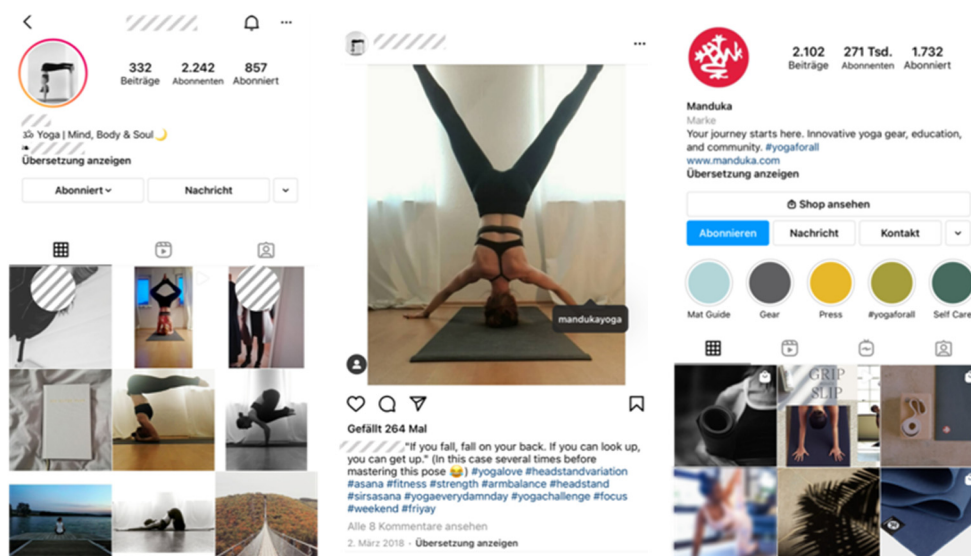 332
2.242
857
Beiträge
Abonnenten
Abonniert
🕉 Yoga | Mind, Body & Soul🌙
Übersetzung anzeigen
Abonniert
Nachricht
mandukayoga
Gefällt 264 Mal
"If you fall, fall on your back. If you can look up,
you can get up." (In this case several times before
mastering this pose 😂) #yogalove #headstandvariation
#asana #fitness #strength #armbalance #headstand
#sirsasana #yogaeverydamnday #yogachallenge #focus
#weekend #friyay
Alle 8 Kommentare ansehen
2. März 2018 · Übersetzung anzeigen
2.102
271 Tsd.
1.732
Beiträge
Abonnenten
Abonniert
Manduka
Marke
Your journey starts here. Innovative yoga gear, education,
and community. #yogaforall
www.manduka.com
Übersetzung anzeigen
Shop ansehen
Abonnieren
Nachricht
Kontakt
Mat Guide
Gear
Press
#yogaforall
Self Care
GRIP
SLIP